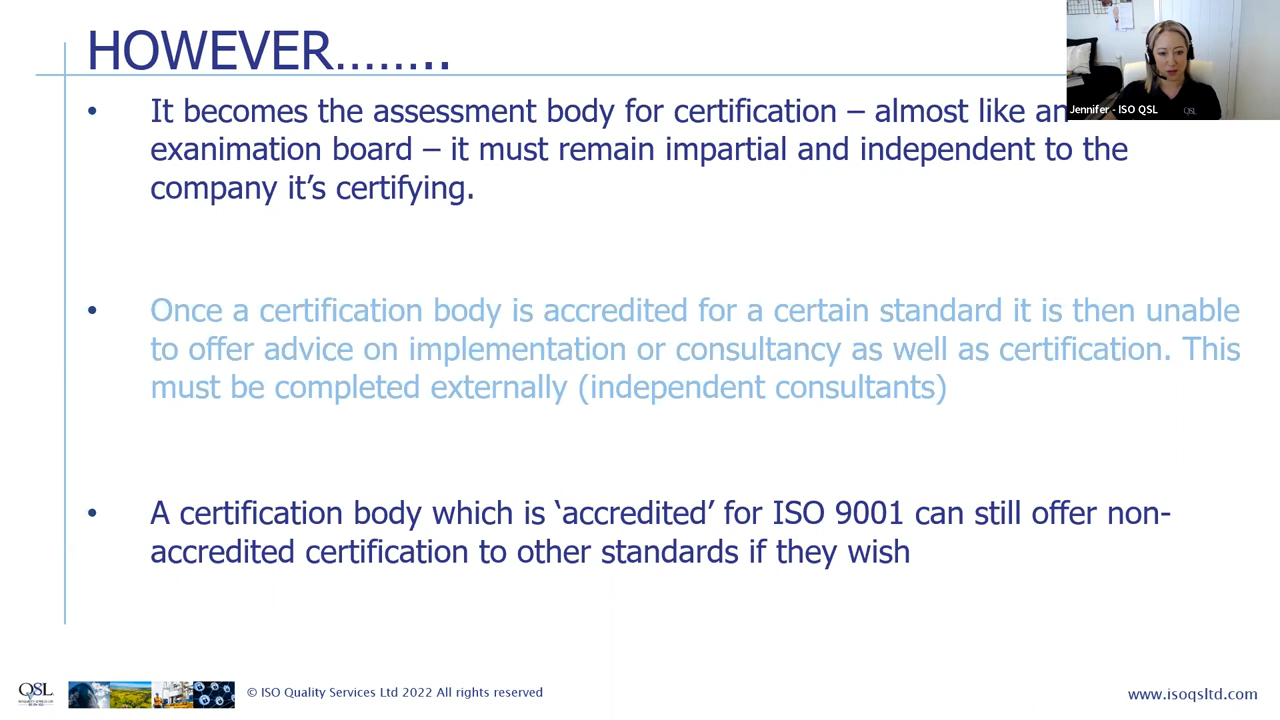 HOWEVER……..
Jennifer - ISO QSL
QSL
• It becomes the assessment body for certification – almost like an
exanimation board – it must remain impartial and independent to the
company it’s certifying.
• Once a certification body is accredited for a certain standard it is then unable
to offer advice on implementation or consultancy as well as certification. This
must be completed externally (independent consultants)
• A certification body which is ‘accredited’ for ISO 9001 can still offer non-
accredited certification to other standards if they wish
QSL
© ISO Quality Services Ltd 2022 All rights reserved
www.isoqsltd.com